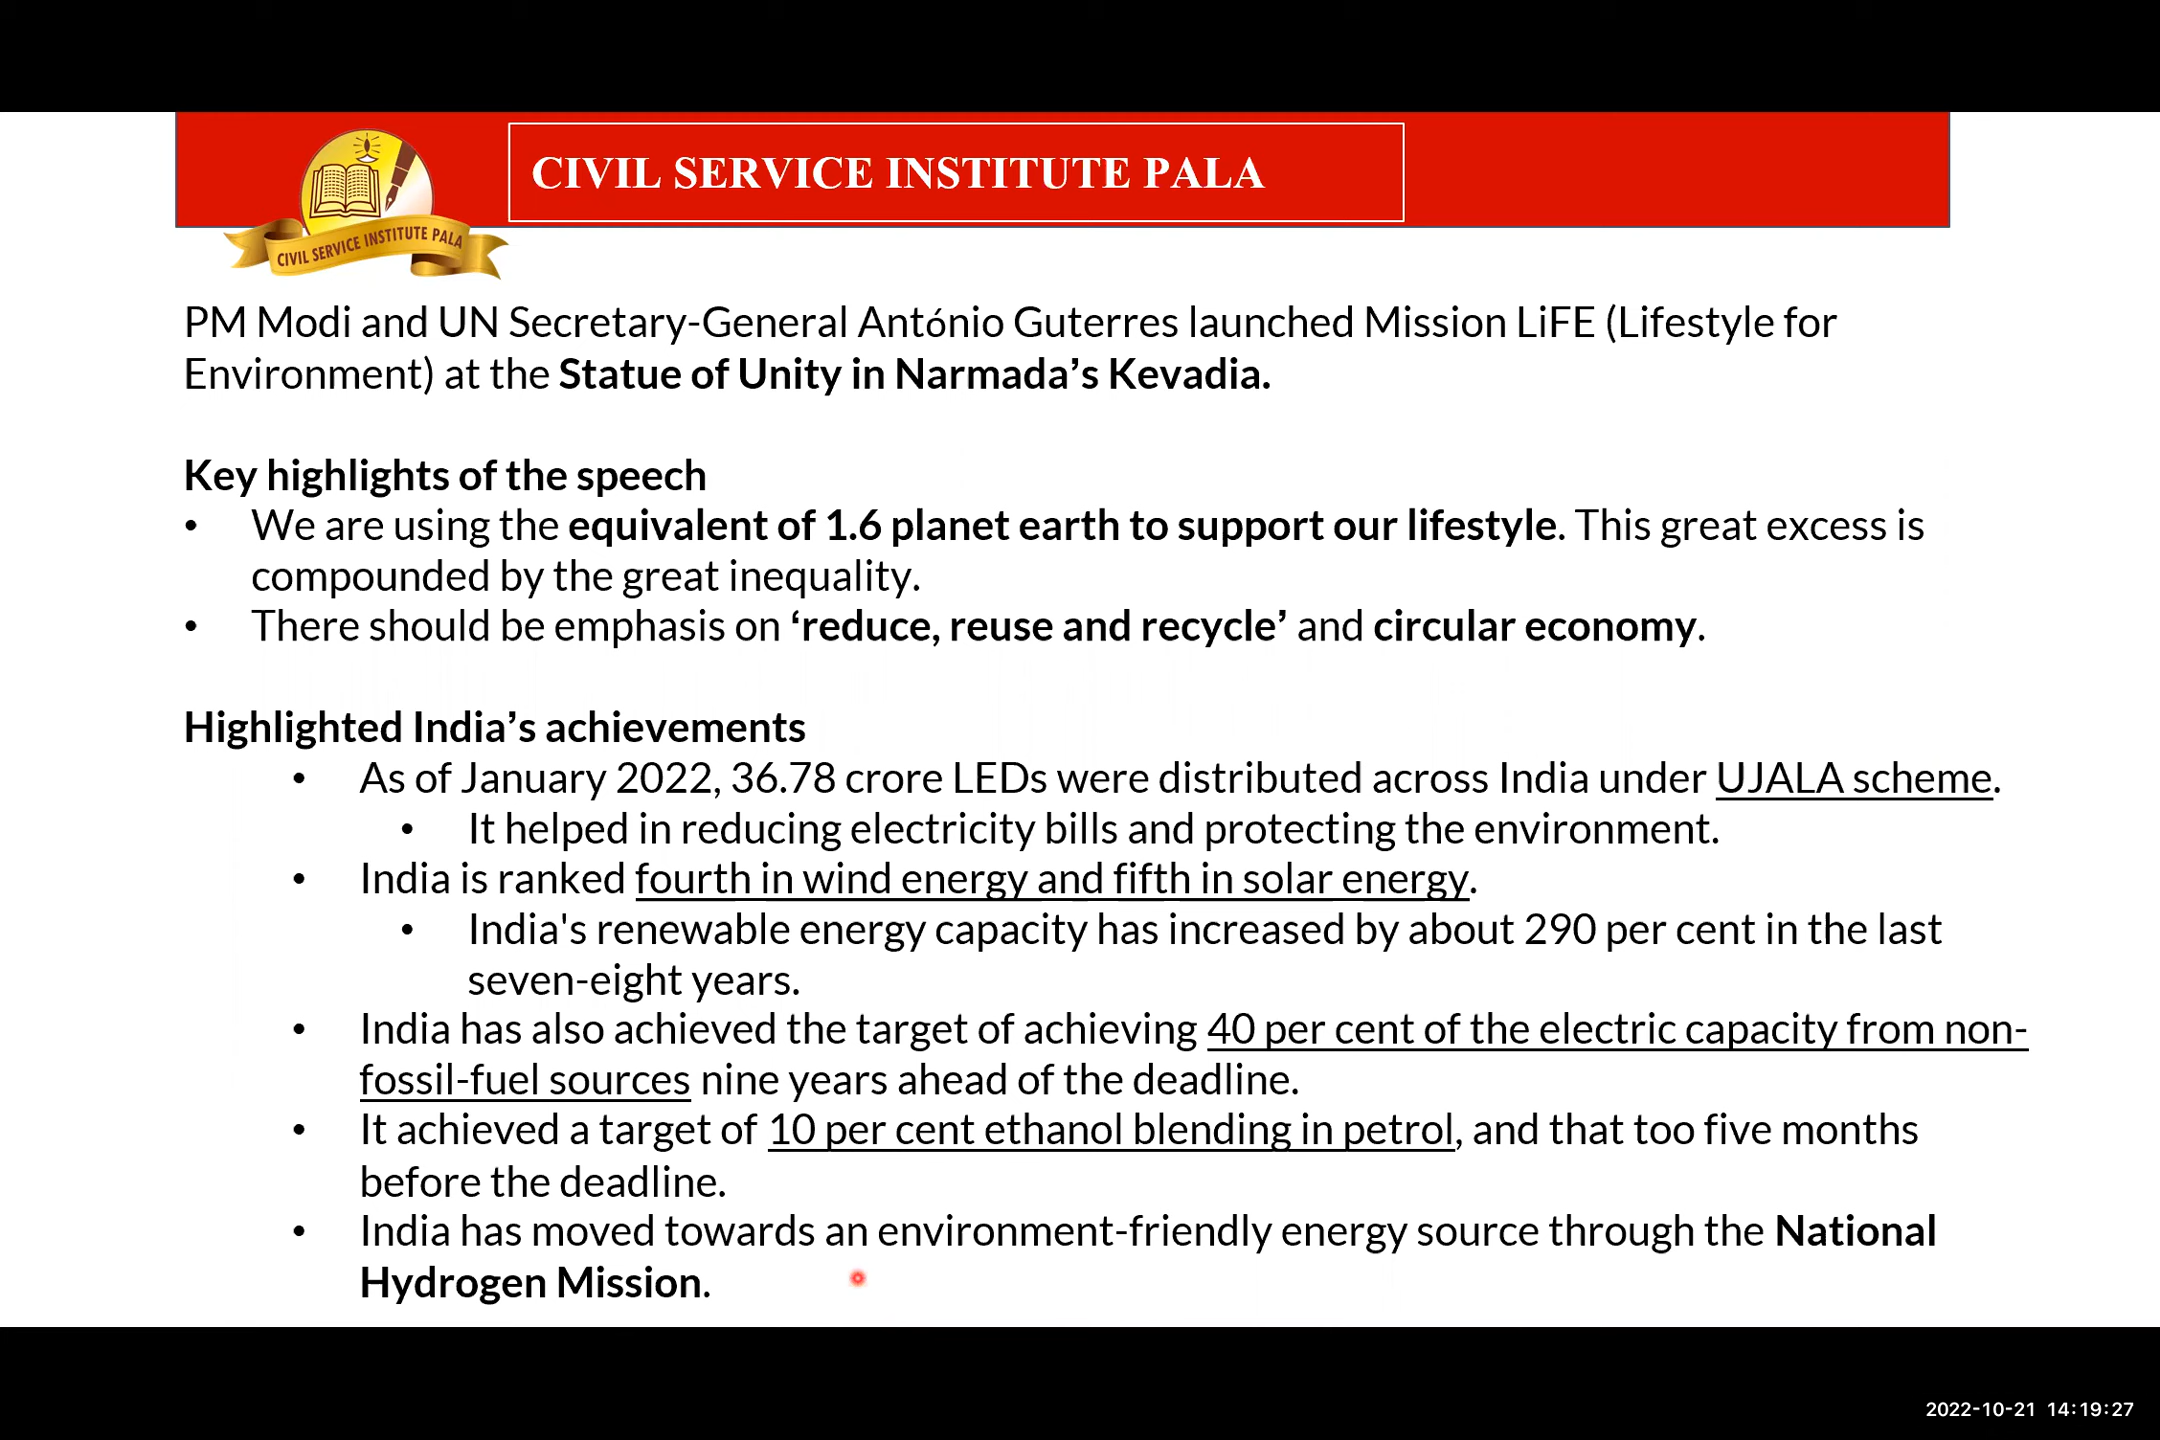 CIVIL SERVICE INSTITUTE PALA
CIVIL SERVICE INSTITUTE PALA
PM Modi and UN Secretary-General António Guterres launched Mission LiFE (Lifestyle for
Environment) at the Statue of Unity in Narmada’s Kevadia.
Key highlights of the speech
• We are using the equivalent of 1.6 planet earth to support our lifestyle. This great excess is
compounded by the great inequality.
• There should be emphasis on ‘reduce, reuse and recycle’ and circular economy.
Highlighted India’s achievements
• As of January 2022, 36.78 crore LEDs were distributed across India under UJALA scheme.
• It helped in reducing electricity bills and protecting the environment.
• India is ranked fourth in wind energy and fifth in solar energy.
• India's renewable energy capacity has increased by about 290 per cent in the last
seven-eight years.
• India has also achieved the target of achieving 40 per cent of the electric capacity from non-
fossil-fuel sources nine years ahead of the deadline.
• It achieved a target of 10 per cent ethanol blending in petrol, and that too five months
before the deadline.
• India has moved towards an environment-friendly energy source through the National
Hydrogen Mission.
2022-10-21 14:19:27